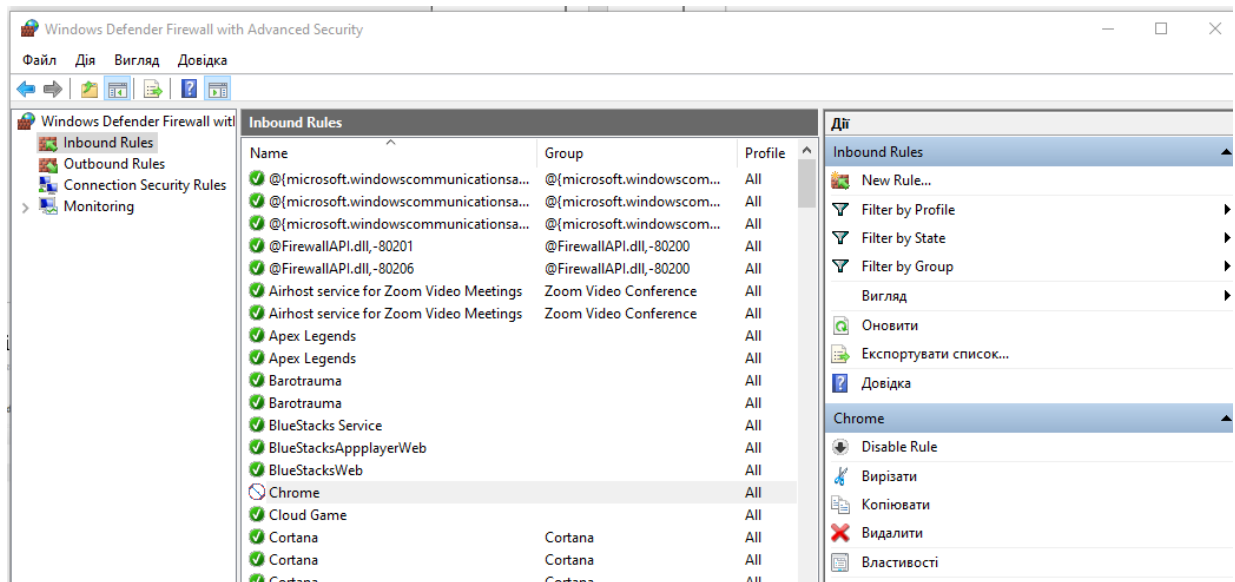 Windows Defender Firewall with Advanced Security
Файл Дія Вигляд Довідка
Windows Defender Firewall witl
Inbound Rules
Outbound Rules
Connection Security Rules
Monitoring
Inbound Rules
Name Group Profile
@{microsoft.windowscommunicationsa... @{microsoft.windowscom... All
@{microsoft.windowscommunicationsa... @{microsoft.windowscom... All
@{microsoft.windowscommunicationsa... @{microsoft.windowscom... All
@FirewallAPI.dll,-80201 @FirewallAPI.dll,-80200 All
@FirewallAPI.dll,-80206 @FirewallAPI.dll,-80200 All
Airhost service for Zoom Video Meetings Zoom Video Conference All
Airhost service for Zoom Video Meetings Zoom Video Conference All
Apex Legends All
Apex Legends All
Barotrauma All
Barotrauma All
BlueStacks Service All
BlueStacksAppplayerWeb All
BlueStacksWeb All
Chrome All
Cloud Game All
Cortana Cortana All
Cortana Cortana All
Cortana Cortana All
Дії
Inbound Rules
New Rule...
Filter by Profile
Filter by State
Filter by Group
Вигляд
Оновити
Експортувати список...
Довідка
Chrome
Disable Rule
Вирізати
Копіювати
Видалити
Властивості